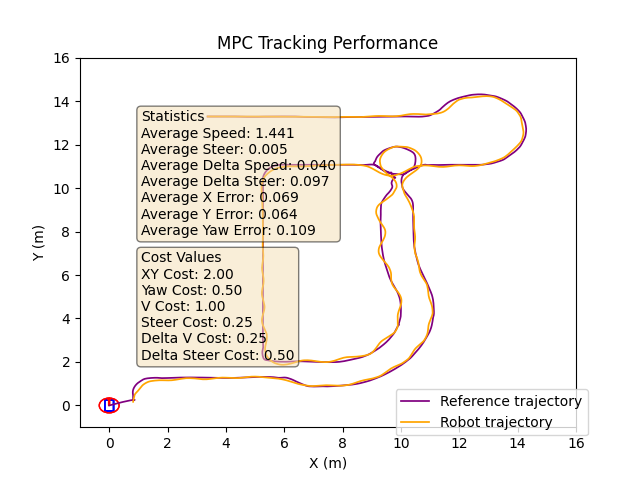 MPC Tracking Performance
16
14
12
10
8
6
4
2
0
Y (m)
Statistics
Average Speed: 1.441
Average Steer: 0.005
Average Delta Speed: 0.040
Average Delta Steer: 0.097
Average X Error: 0.069
Average Y Error: 0.064
Average Yaw Error: 0.109
Cost Values
XY Cost: 2.00
Yaw Cost: 0.50
V Cost: 1.00
Steer Cost: 0.25
Delta V Cost: 0.25
Delta Steer Cost: 0.50
Reference trajectory
Robot trajectory
0 2 4 6 8 10 12 14 16
X (m)